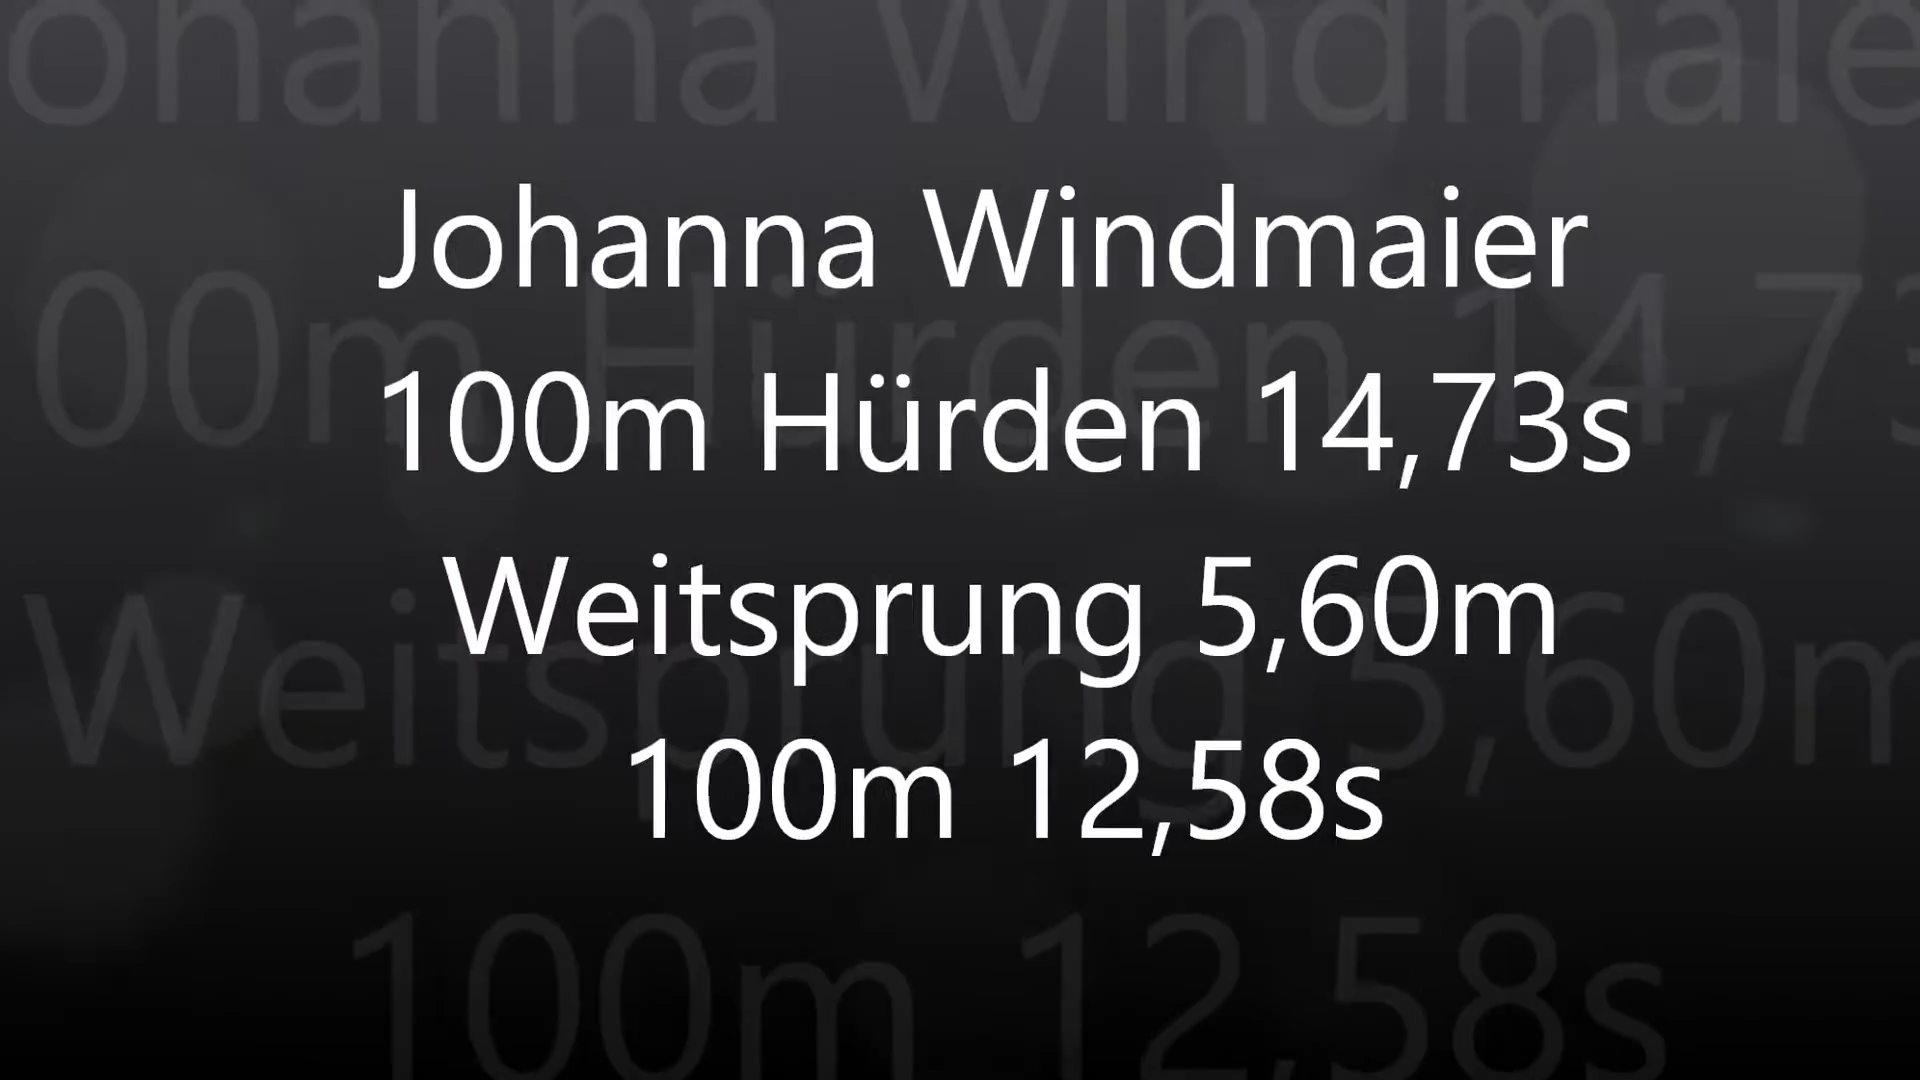 Johanna Windmaier
100m Hürden 14,73s
Weitsprung 5,60m
100m 12,58s